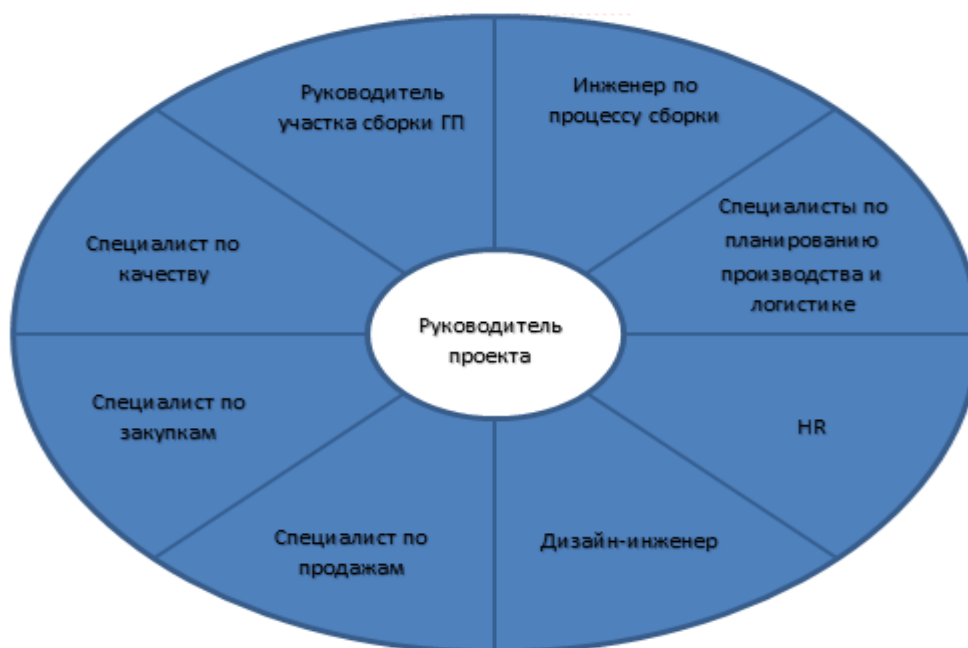 Руководитель
участка сборки ГП
Инженер по
процессу сборки
Специалисты по
планированию
производства и
логистике
Специалист по
качеству
Руководитель
проекта
Специалист по
закупкам
HR
Специалист по
продажам
Дизайн-инженер